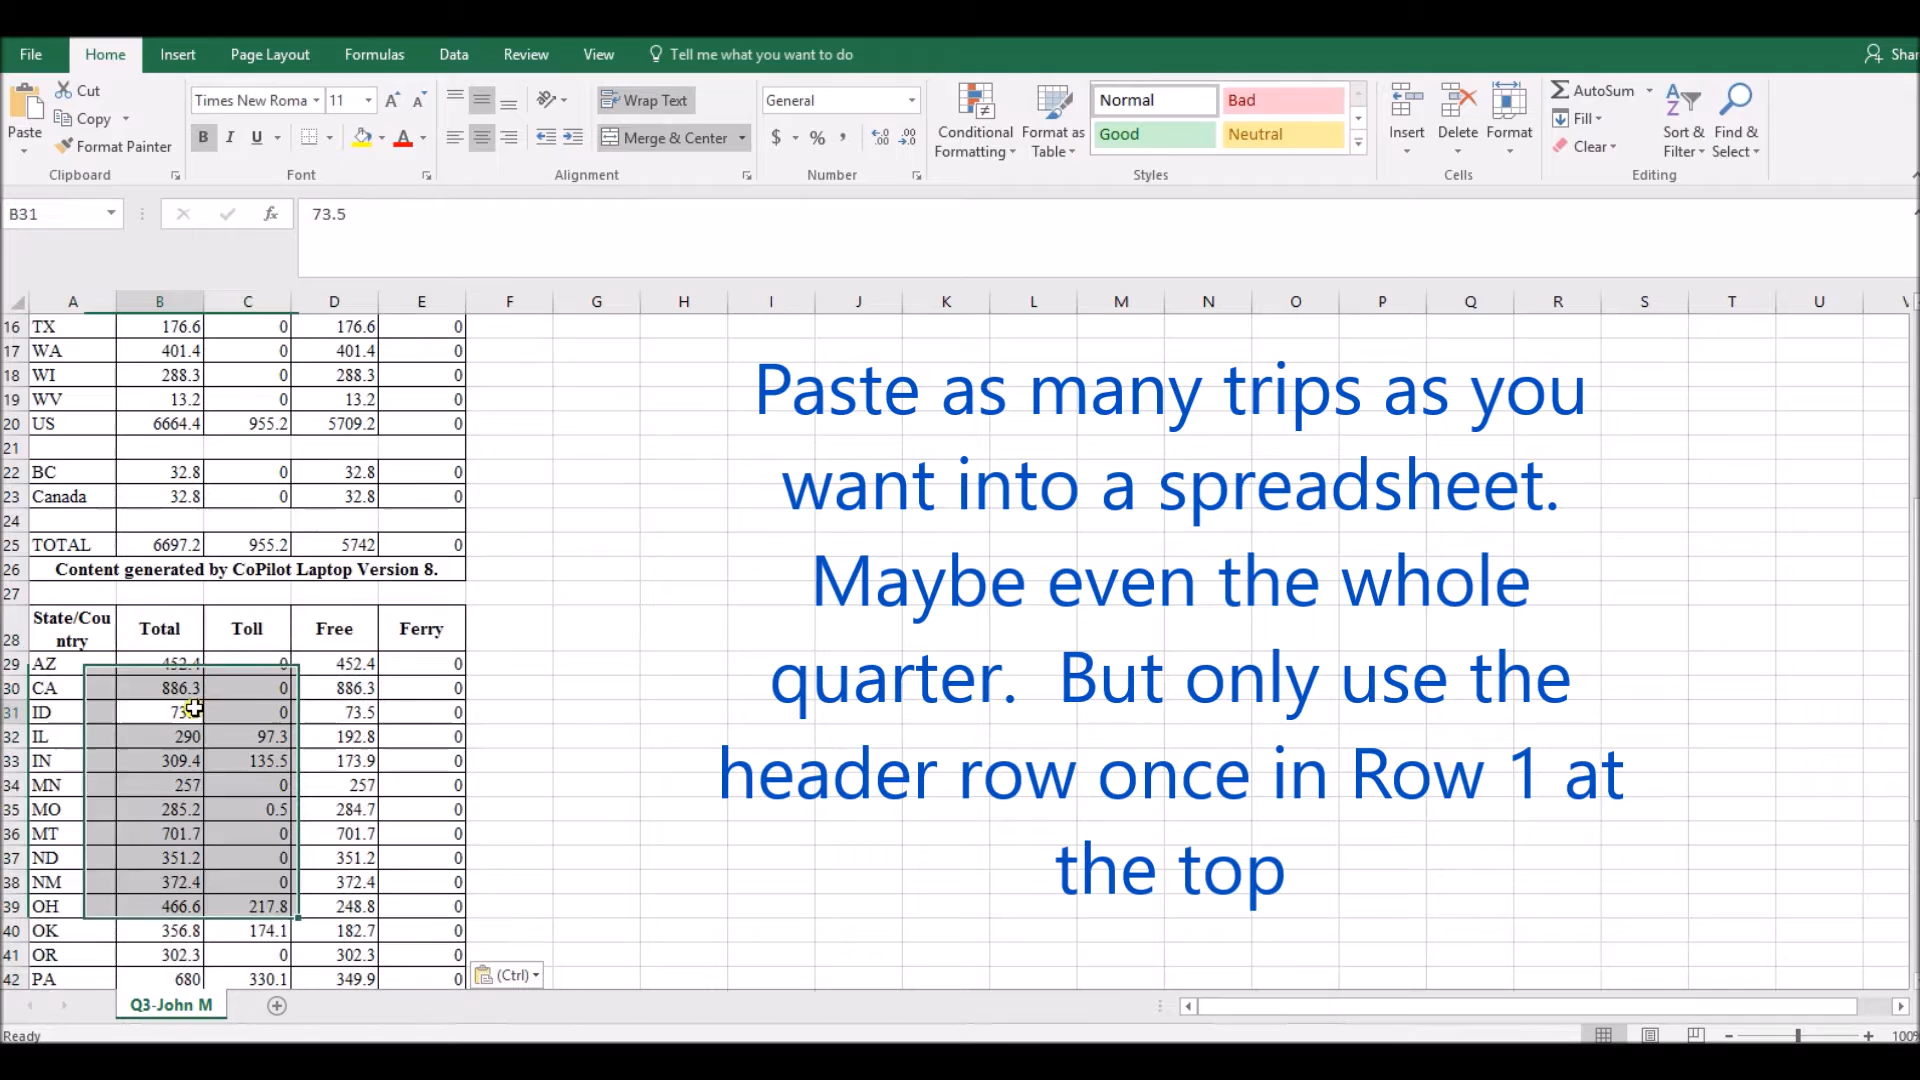 File Home Insert Page Layout Formulas Data Review View Tell me what you want to do Shar
Paste Cut Copy Format Painter Clipboard
Times New Roma 11 A A B I U A Font
Wrap Text Merge & Center Alignment
General $ % , Number
Conditional Formatting Format as Table Normal Bad Good Neutral Styles
Insert Delete Format Cells
AutoSum Fill Clear Sort & Filter Find & Select Editing
B31 fx 73.5
A B C D E F G H I J K L M N O P Q R S T U
16 TX 176.6 0 176.6 0
17 WA 401.4 0 401.4 0
18 WI 288.3 0 288.3 0
19 WV 13.2 0 13.2 0
20 US 6664.4 955.2 5709.2 0
21
22 BC 32.8 0 32.8 0
23 Canada 32.8 0 32.8 0
24
25 TOTAL 6697.2 955.2 5742 0
26 Content generated by CoPilot Laptop Version 8.
27
28 State/Country Total Toll Free Ferry
29 AZ 452.4 0 452.4 0
30 CA 886.3 0 886.3 0
31 ID 0 73.5 0
32 IL 290 97.3 192.8 0
33 IN 309.4 135.5 173.9 0
34 MN 257 0 257 0
35 MO 285.2 0.5 284.7 0
36 MT 701.7 0 701.7 0
37 ND 351.2 0 351.2 0
38 NM 372.4 0 372.4 0
39 OH 466.6 217.8 248.8 0
40 OK 356.8 174.1 182.7 0
41 OR 302.3 0 302.3 0
42 PA 680 330.1 349.9 0
(Ctrl)
Paste as many trips as you
want into a spreadsheet.
Maybe even the whole
quarter. But only use the
header row once in Row 1 at
the top
Q3-John M
Ready 100%